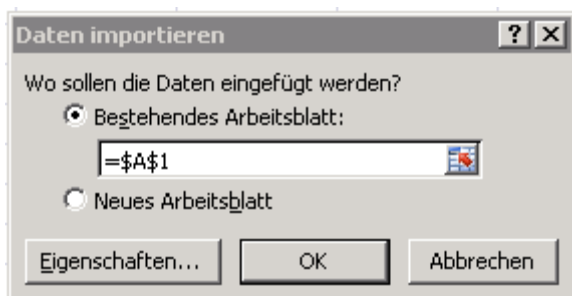 Daten importieren
Wo sollen die Daten eingefügt werden?
Bestehendes Arbeitsblatt:
=$A$1
Neues Arbeitsblatt
Eigenschaften... OK Abbrechen